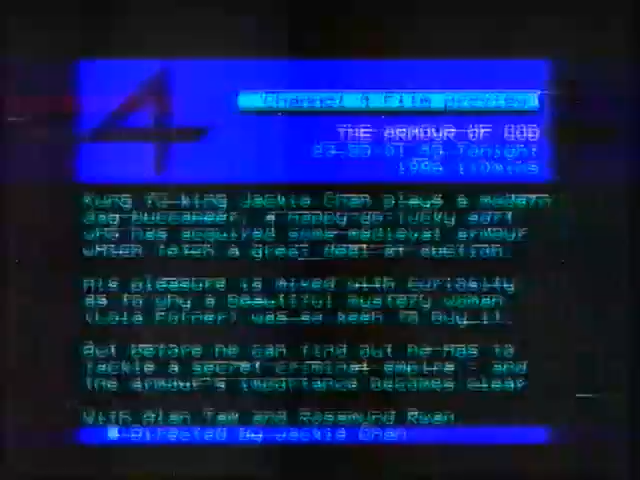 4
Channel 4 Film preview
THE ARMOUR OF GOD
Tonight
Kung fu king Jackie Chan plays a modern
day buccaneer, a happy-go-lucky sort
who has acquired some medieval armour
which fetch a great deal at auction.
His pleasure is mixed with curiosity
as to why a beautiful mystery woman
(Lola Forner) was so keen to buy it.
But before he can find out he has to
tackle a secret criminal empire - and
the armour's importance becomes clear
With Alan Tam and Rosamund Kwan
Directed by Jackie Chan